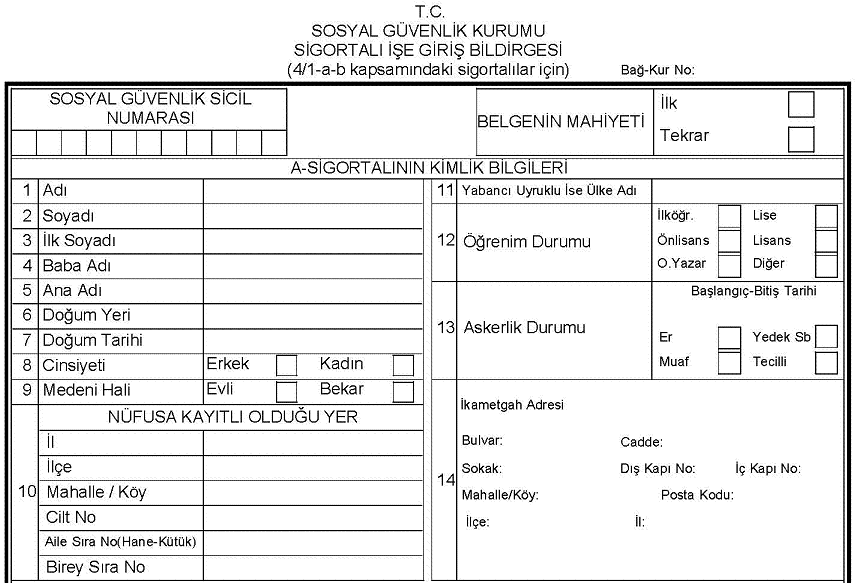 T.C.
SOSYAL GÜVENLİK KURUMU
SİGORTALI İŞE GİRİŞ BİLDİRGESİ
(4/1-a-b kapsamındaki sigortalılar için)
Bağ-Kur No:
SOSYAL GÜVENLİK SİCİL
NUMARASI
BELGENİN MAHİYETİ
İlk
Tekrar
A-SİGORTALININ KİMLİK BİLGİLERİ
1 Adı
2 Soyadı
3 İlk Soyadı
4 Baba Adı
5 Ana Adı
6 Doğum Yeri
7 Doğum Tarihi
8 Cinsiyeti Erkek Kadın
9 Medeni Hali Evli Bekar
10
NÜFUSA KAYITLI OLDUĞU YER
İl
İlçe
Mahalle / Köy
Cilt No
Aile Sıra No(Hane-Kütük)
Birey Sıra No
11 Yabancı Uyruklu İse Ülke Adı
12 Öğrenim Durumu
İlköğr. Lise
Önlisans Lisans
O.Yazar Diğer
13 Askerlik Durumu
Başlangıç-Bitiş Tarihi
Er Yedek Sb
Muaf Tecilli
14
İkametgah Adresi
Bulvar: Cadde:
Sokak: Dış Kapı No: İç Kapı No:
Mahalle/Köy: Posta Kodu:
İlçe: İl: